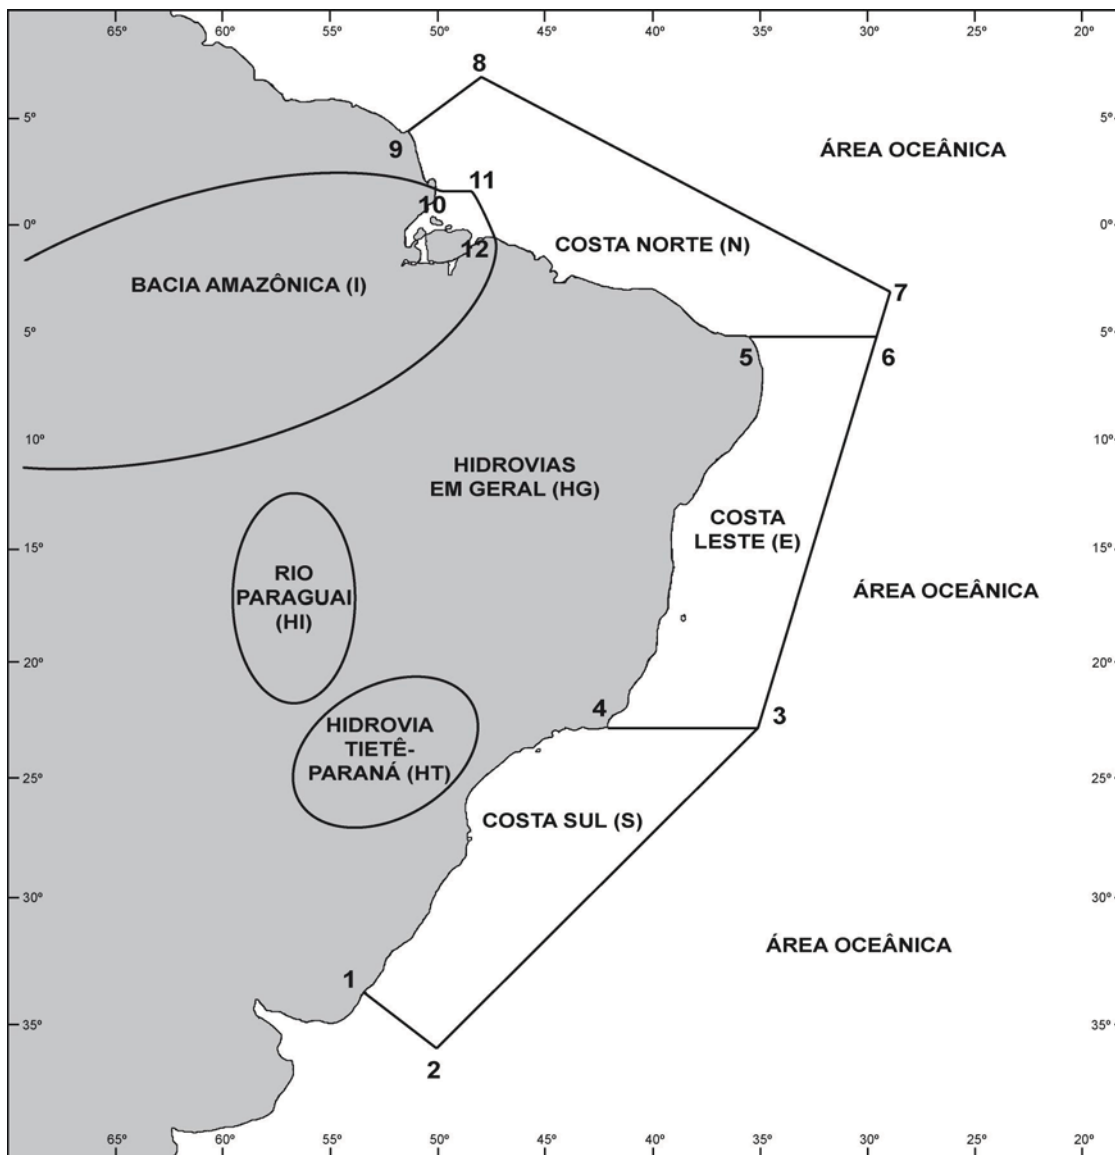 65º 60º 55º 50º 45º 40º 35º 30º 25º 20º
8
5º 5º
9
ÁREA OCEÂNICA
11
10
0º 0º
12
COSTA NORTE (N)
BACIA AMAZÔNICA (I)
7
5º 5º
5 6
10º 10º
HIDROVIAS
EM GERAL (HG)
COSTA
LESTE (E)
15º 15º
RIO
PARAGUAI
(HI)
ÁREA OCEÂNICA
20º 20º
4 3
HIDROVIA
TIETÊ-
PARANÁ (HT)
25º 25º
COSTA SUL (S)
30º 30º
ÁREA OCEÂNICA
1
35º 35º
2
65º 60º 55º 50º 45º 40º 35º 30º 25º 20º